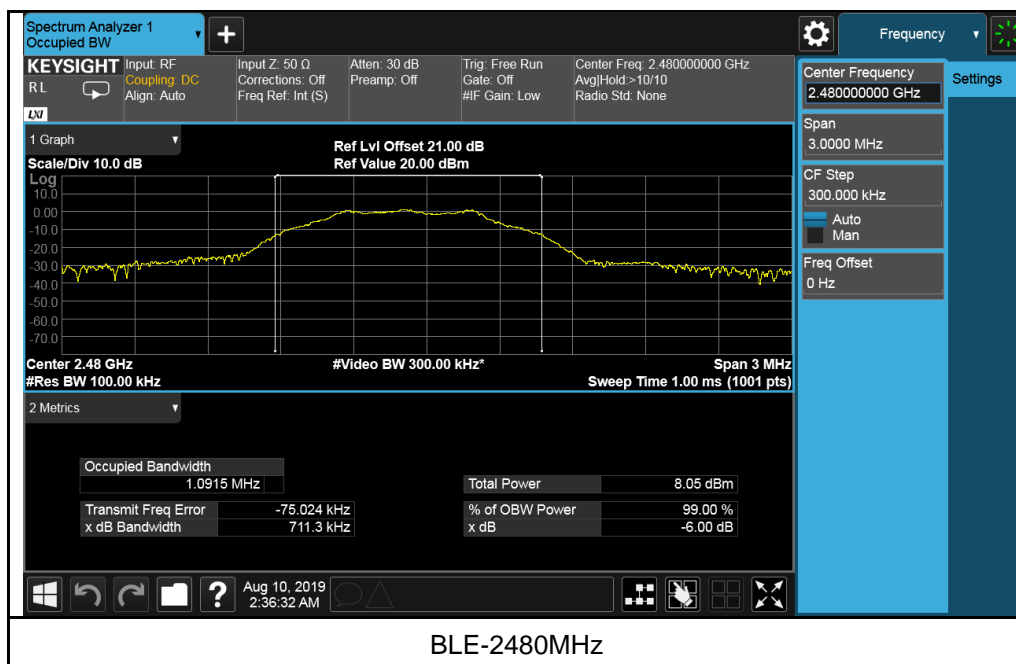 Spectrum Analyzer 1
Occupied BW
Frequency
KEYSIGHT
RL
LXI
Input: RF
Coupling: DC
Align: Auto
Input Z: 50 Ω
Corrections: Off
Freq Ref: Int (S)
Atten: 30 dB
Preamp: Off
Trig: Free Run
Gate: Off
#IF Gain: Low
Center Freq: 2.480000000 GHz
Avg|Hold:>10/10
Radio Std: None
Center Frequency
2.480000000 GHz
Settings
Span
3.0000 MHz
CF Step
300.000 kHz
Auto
Man
Freq Offset
0 Hz
1 Graph
Scale/Div 10.0 dB
Ref Lvl Offset 21.00 dB
Ref Value 20.00 dBm
Log
10.0
0.00
-10.0
-20.0
-30.0
-40.0
-50.0
-60.0
-70.0
Center 2.48 GHz
#Video BW 300.00 kHz*
Span 3 MHz
#Res BW 100.00 kHz
Sweep Time 1.00 ms (1001 pts)
2 Metrics
Occupied Bandwidth
1.0915 MHz
Total Power 8.05 dBm
Transmit Freq Error -75.024 kHz
% of OBW Power 99.00 %
x dB Bandwidth 711.3 kHz
x dB -6.00 dB
?
Aug 10, 2019
2:36:32 AM
BLE-2480MHz